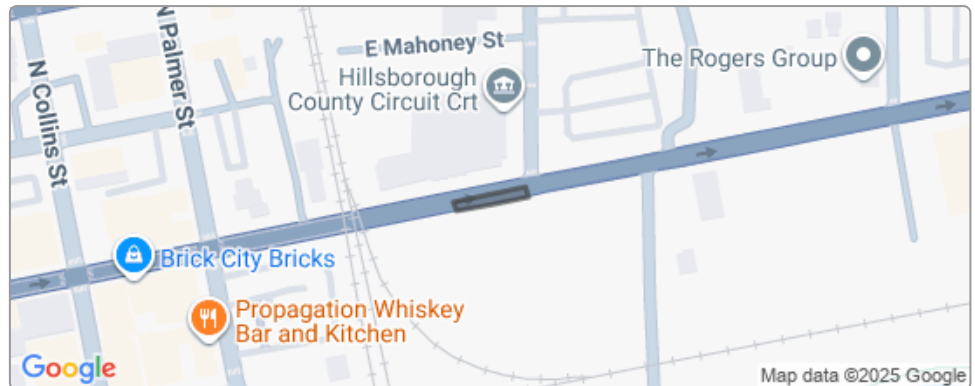 E Mahoney St
The Rogers Group
Hillsborough
County Circuit Crt
N Palmer St
N Collins St
Brick City Bricks
Propagation Whiskey
Bar and Kitchen
Google
Map data ©2025 Google